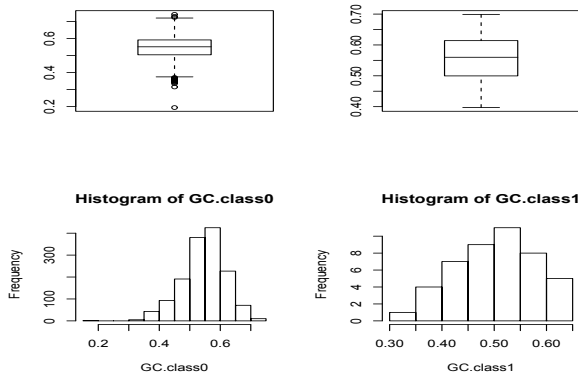 0.2 0.4 0.6
0.40 0.50 0.60 0.70
Histogram of GC.class0
Frequency
0 100 300
0.2 0.4 0.6
GC.class0
Histogram of GC.class1
Frequency
0 2 4 6 8
0.30 0.40 0.50 0.60
GC.class1